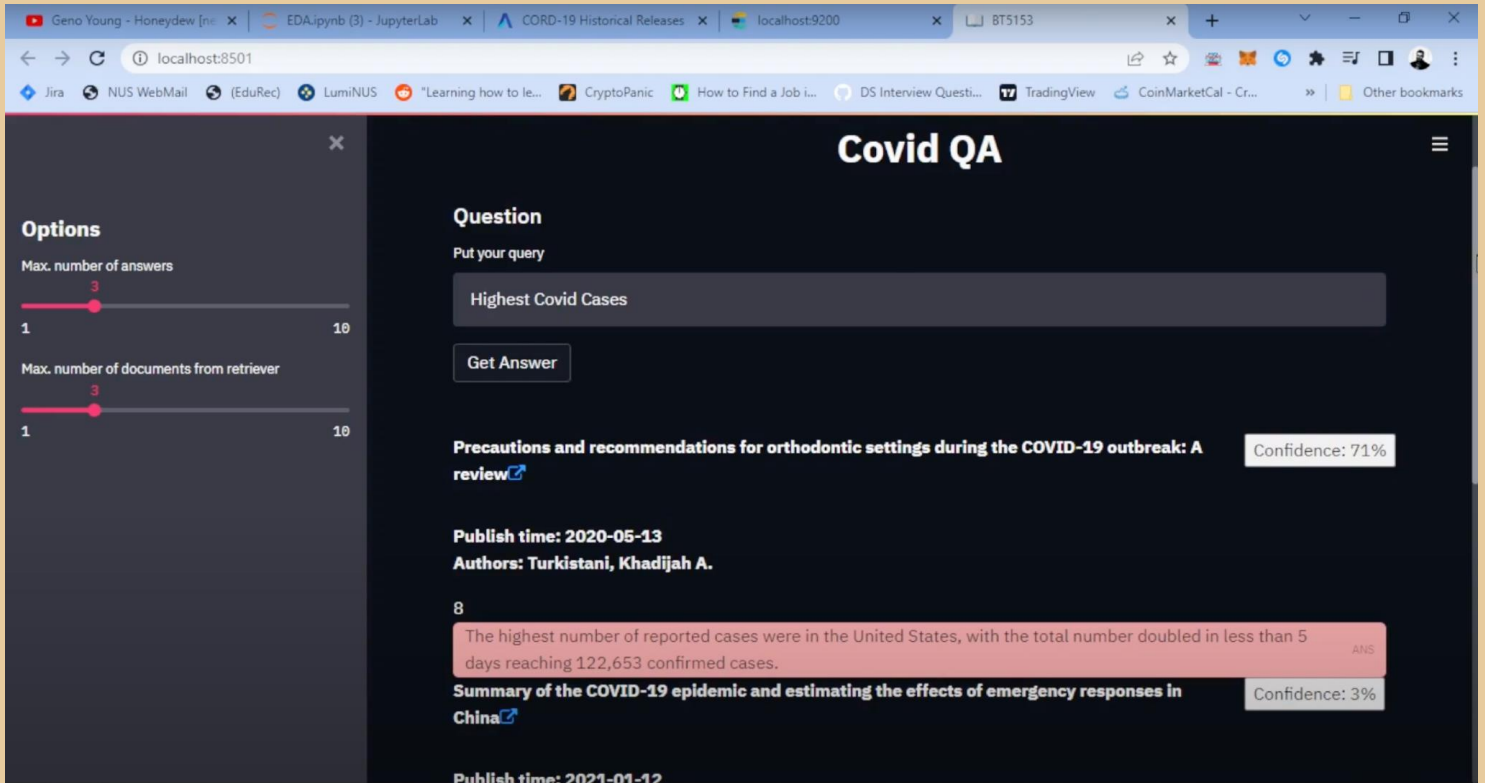 Geno Young - Honeydew [ne
EDA.ipynb (3) - JupyterLab
CORD-19 Historical Releases
localhost:9200
BT5153
localhost:8501
Jira
NUS WebMail
(EduRec)
LumiNUS
"Learning how to le...
CryptoPanic
How to Find a Job i...
DS Interview Questi...
TradingView
CoinMarketCal - Cr...
»
Other bookmarks
Covid QA
Options
Max. number of answers
3
1 10
Max. number of documents from retriever
3
1 10
Question
Put your query
Highest Covid Cases
Get Answer
Precautions and recommendations for orthodontic settings during the COVID-19 outbreak: A
review
Confidence: 71%
Publish time: 2020-05-13
Authors: Turkistani, Khadijah A.
8
The highest number of reported cases were in the United States, with the total number doubled in less than 5
days reaching 122,653 confirmed cases.
ANS
Summary of the COVID-19 epidemic and estimating the effects of emergency responses in
China
Confidence: 3%
Publish time: 2021-01-12